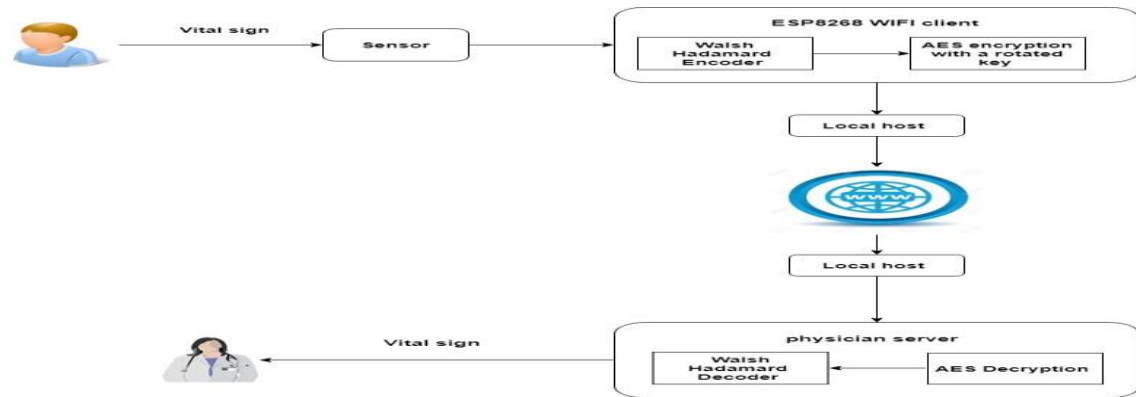 Vital sign
Sensor
ESP8268 WIFI client
Walsh
Hadamard
Encoder
AES encryption
with a rotated
key
Local host
WWW
Local host
physician server
Walsh
Hadamard
Decoder
AES Decryption
Vital sign